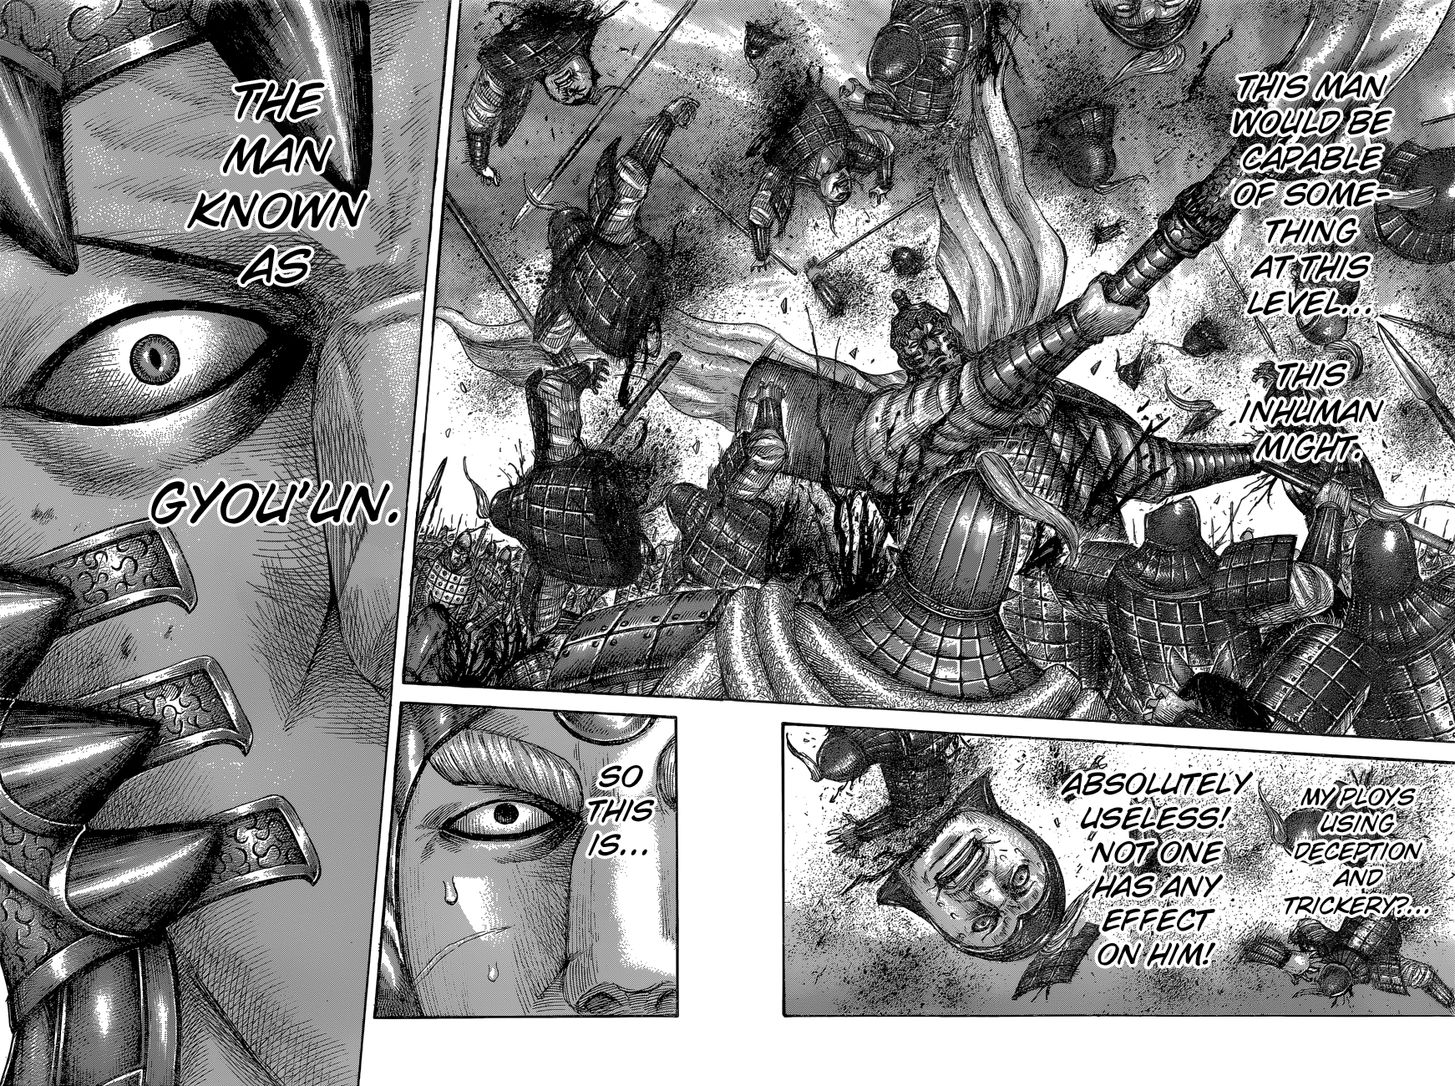 THIS MAN
WOULD BE
CAPABLE
OF SOME-
THING
AT THIS
LEVEL...
THIS
INHUMAN
MIGHT.
MY PLOYS
USING
DECEPTION
AND
TRICKERY?...
ABSOLUTELY
USELESS!
NOT ONE
HAS ANY
EFFECT
ON HIM!
SO
THIS
IS...
THE
MAN
KNOWN
AS
GYOU'UN.